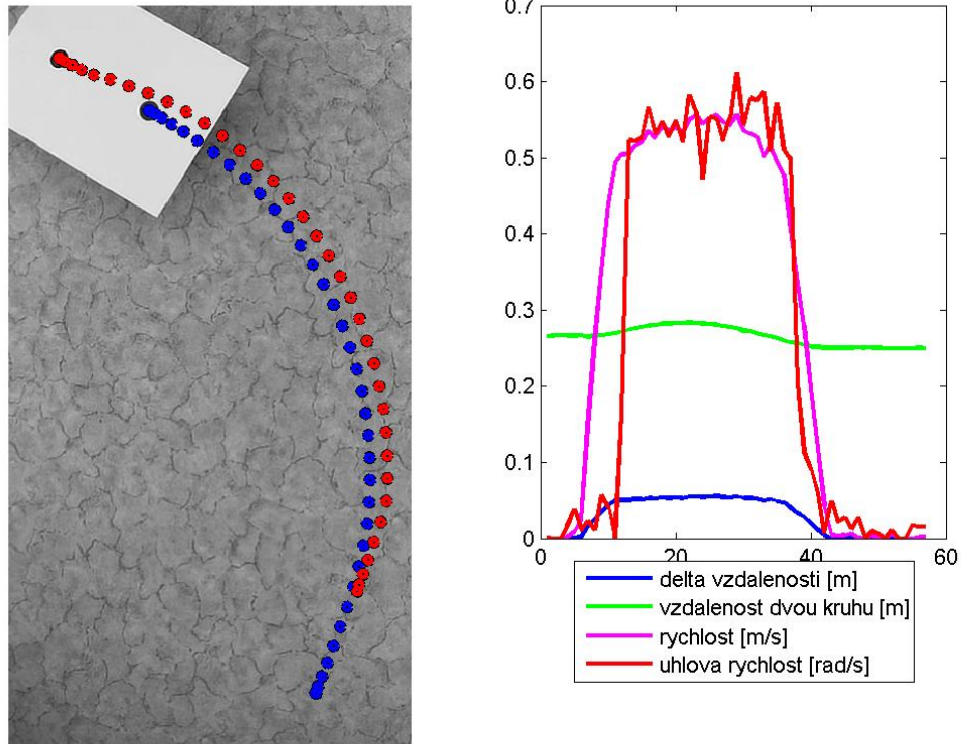 0.7
0.6
0.5
0.4
0.3
0.2
0.1
0
0 20 40 60
delta vzdalenosti [m]
vzdalenost dvou kruhu [m]
rychlost [m/s]
uhlova rychlost [rad/s]